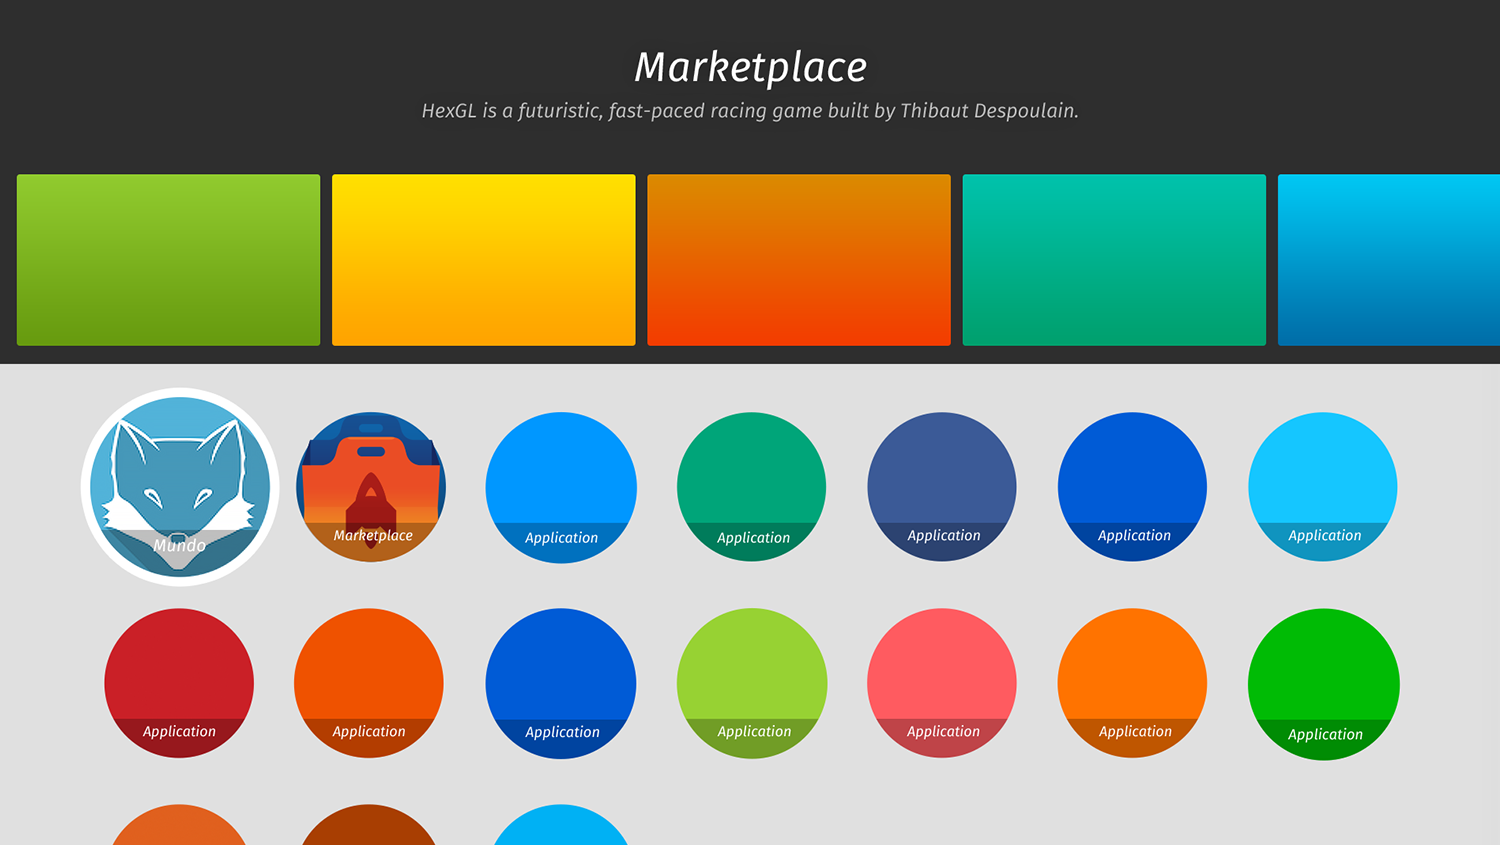 Marketplace
HexGL is a futuristic, fast-paced racing game built by Thibaut Despoulain.
Mundo
Marketplace
Application
Application
Application
Application
Application
Application
Application
Application
Application
Application
Application
Application